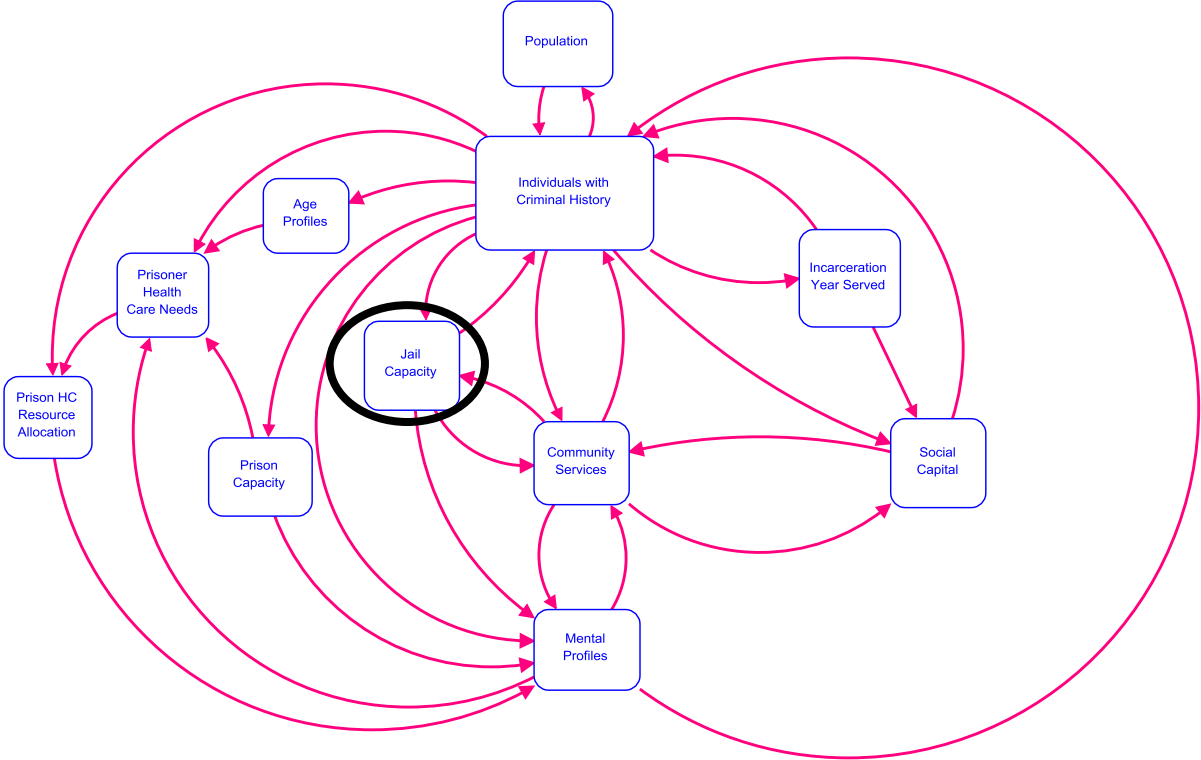 Population
Individuals with
Criminal History
Age
Profiles
Incarceration
Year Served
Prisoner
Health
Care Needs
Jail
Capacity
Prison HC
Resource
Allocation
Prison
Capacity
Community
Services
Social
Capital
Mental
Profiles